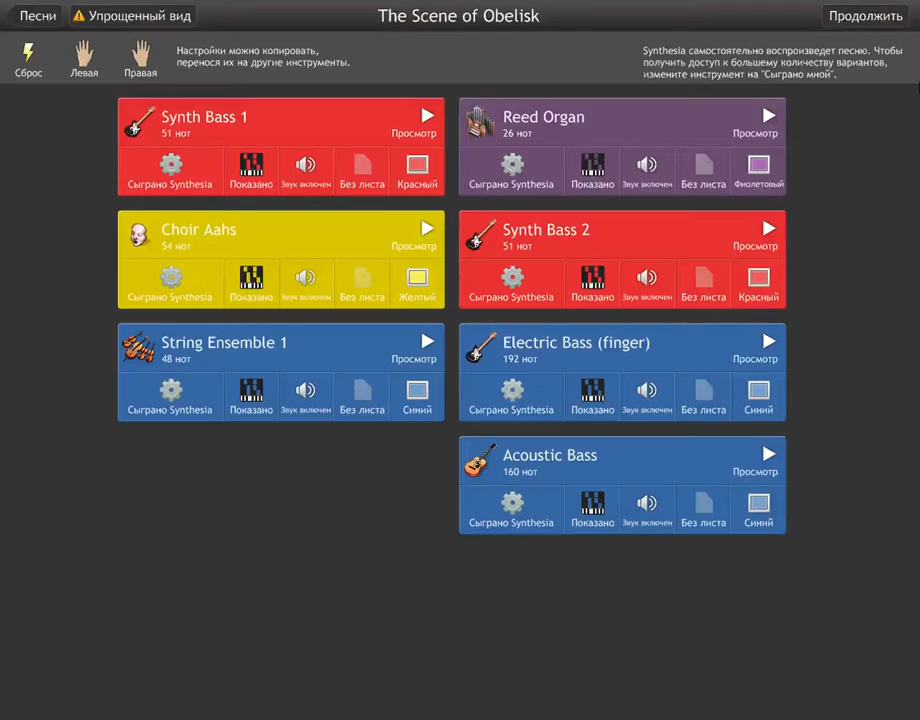 Песни
Упрощенный вид
The Scene of Obelisk
Продолжить
Сброс
Левая
Правая
Настройки можно копировать,
перенося их на другие инструменты.
Synthesia самостоятельно воспроизведет песню. Чтобы
получить доступ к большему количеству вариантов,
измените инструмент на "Сыграно мной".
Synth Bass 1
51 нот
Просмотр
Сыграно Synthesia
Показано
Звук включен
Без листа
Красный
Reed Organ
26 нот
Просмотр
Сыграно Synthesia
Показано
Звук включен
Без листа
Фиолетовый
Choir Aahs
54 нот
Просмотр
Сыграно Synthesia
Показано
Звук включен
Без листа
Желтый
Synth Bass 2
51 нот
Просмотр
Сыграно Synthesia
Показано
Звук включен
Без листа
Красный
String Ensemble 1
48 нот
Просмотр
Сыграно Synthesia
Показано
Звук включен
Без листа
Синий
Electric Bass (finger)
192 нот
Просмотр
Сыграно Synthesia
Показано
Звук включен
Без листа
Синий
Acoustic Bass
160 нот
Просмотр
Сыграно Synthesia
Показано
Звук включен
Без листа
Синий